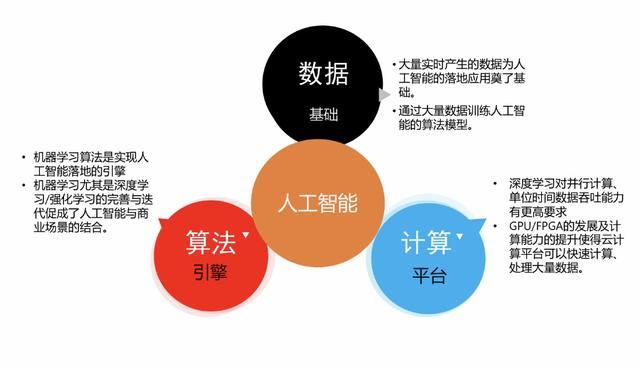 数据
基础
• 大量实时产生的数据为人
工智能的落地应用奠了基
础。
• 通过大量数据训练人工智
能的算法模型。
人工智能
• 机器学习算法是实现人
工智能落地的引擎
• 机器学习尤其是深度学
习/强化学习的完善与迭
代促成了人工智能与商
业场景的结合。
算法
引擎
计算
平台
• 深度学习对并行计算、
单位时间数据吞吐能力
有更高要求
• GPU/FPGA的发展及计
算能力的提升使得云计
算平台可以快速计算、
处理大量数据。